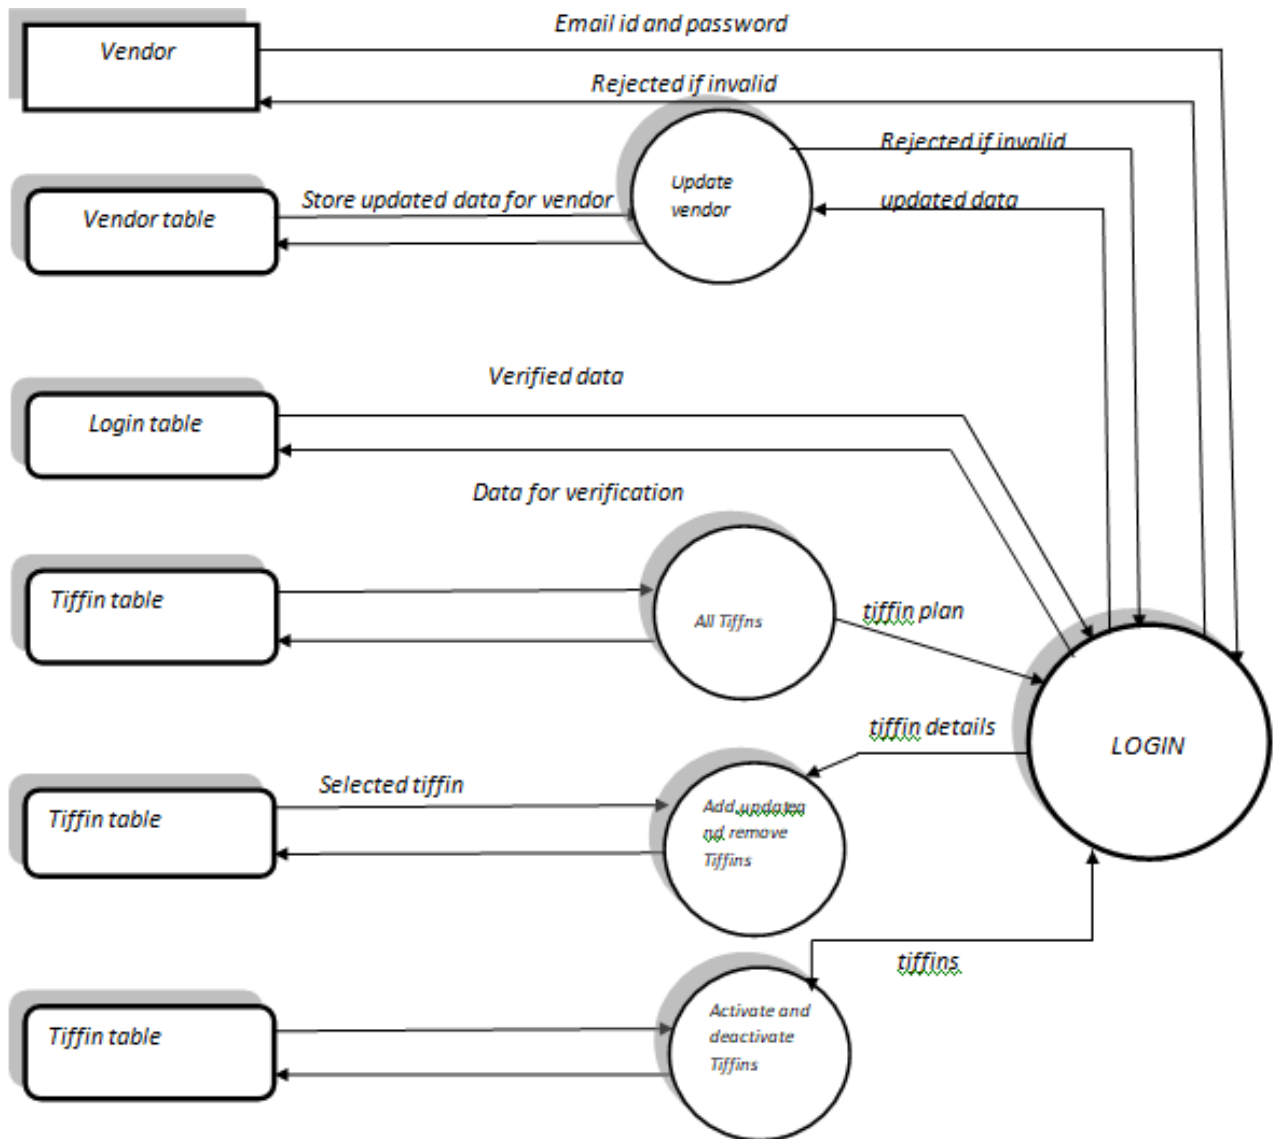 Email id and password
Vendor
Rejected if invalid
Rejected if invalid
Update
vendor
Store updated data for vendor
updated data
Vendor table
Verified data
Login table
Data for verification
Tiffin table
All Tiffns
tiffin plan
tiffin details
LOGIN
Selected tiffin
Tiffin table
Add,updatea
nd remove
Tiffins
tiffins
Tiffin table
Activate and
deactivate
Tiffins